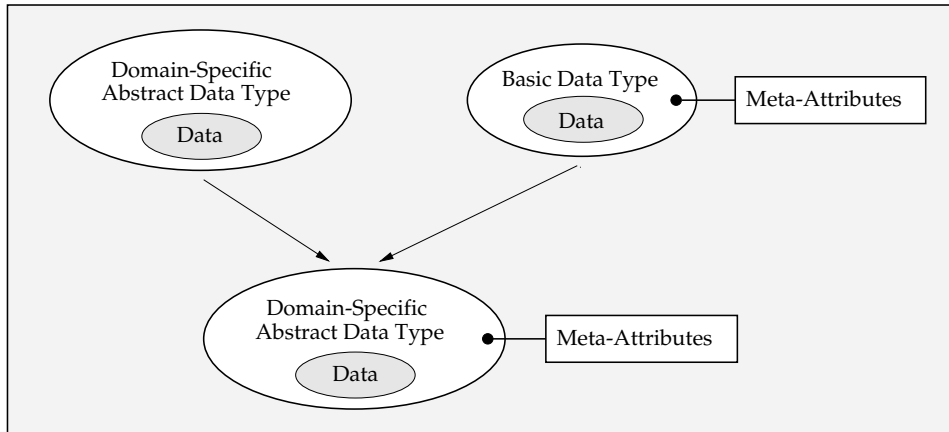 Domain-Specific
Abstract Data Type
Data
Basic Data Type
Data
Meta-Attributes
Domain-Specific
Abstract Data Type
Data
Meta-Attributes